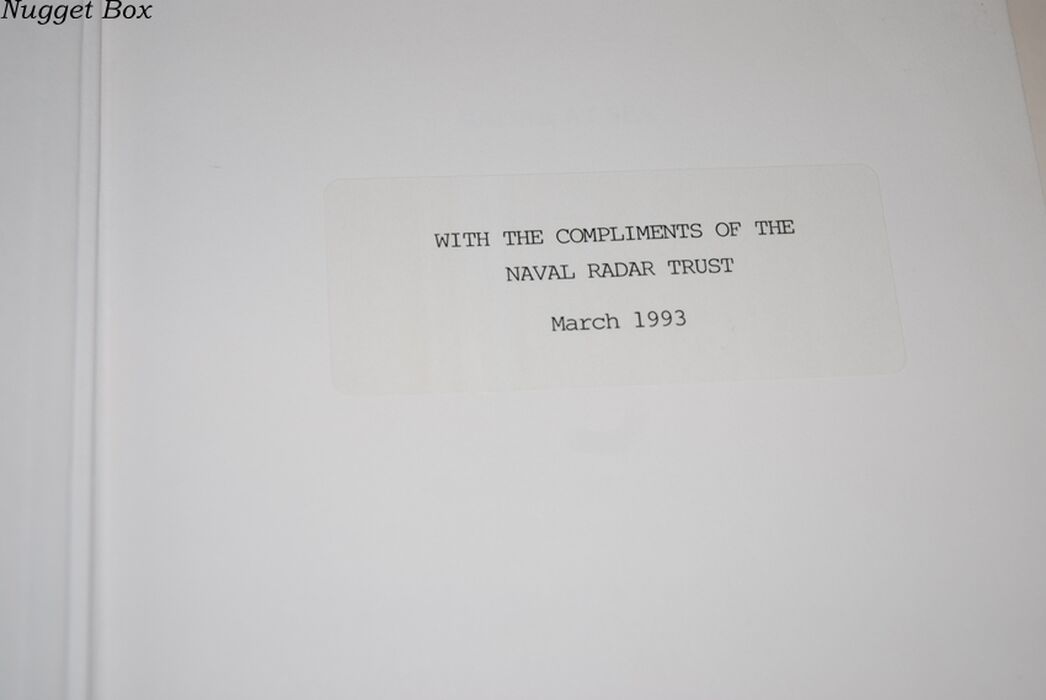 Nugget Box
WITH THE COMPLIMENTS OF THE
NAVAL RADAR TRUST
March 1993